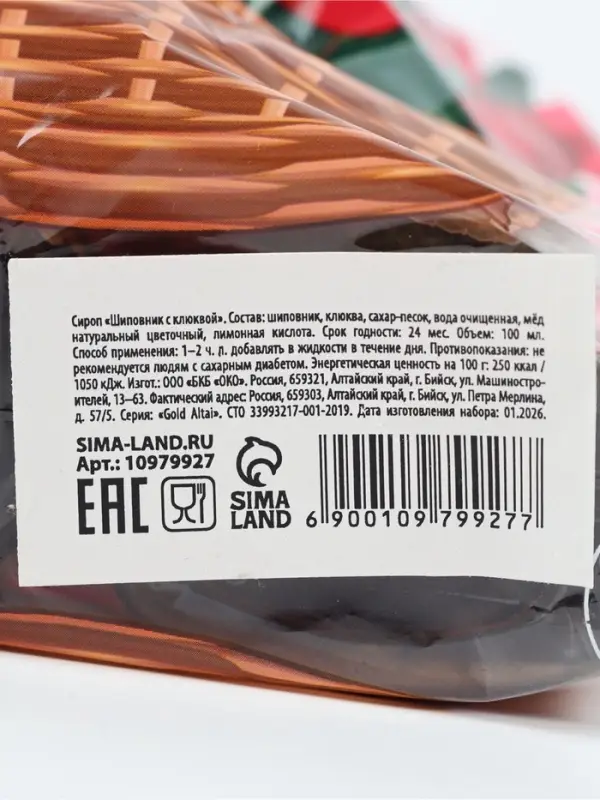 Сироп «Шиповник с клюквой». Состав: шиповник, клюква, сахар-песок, вода очищенная, мёд
натуральный цветочный, лимонная кислота. Срок годности: 24 мес. Объем: 100 мл.
Способ применения: 1–2 ч. л. добавлять в жидкости в течение дня. Противопоказания: не
рекомендуется людям с сахарным диабетом. Энергетическая ценность на 100 г: 250 ккал /
1050 кДж. Изгот.: ООО «БКБ «ОКО». Россия, 659321, Алтайский край, г. Бийск, ул. Машиностро-
ителей, 13–63. Фактический адрес: Россия, 659303, Алтайский край, г. Бийск, ул. Петра Мерлина,
д. 57/5. Серия: «Gold Altai». СТО 33993217-001-2019. Дата изготовления набора: 01.2026.
SIMA-LAND.RU
Арт.: 10979927
EAC
SIMA
LAND
6 900109 799277